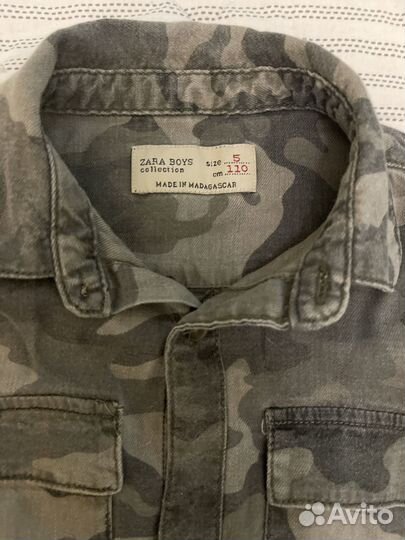 ZARA BOYS size 5
collection cm 110
MADE IN MADAGASCAR
Avito